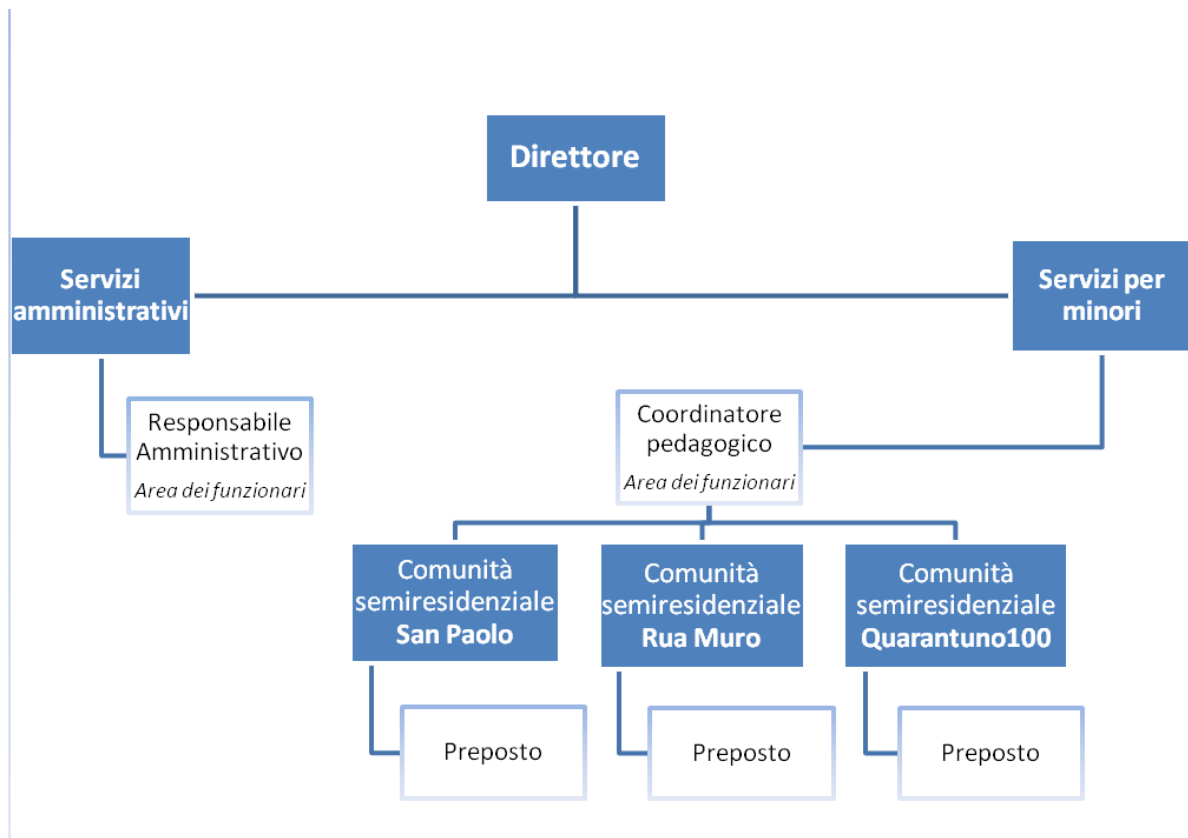 Direttore
Servizi
amministrativi
Servizi per
minori
Responsabile
Amministrativo
Area dei funzionari
Coordinatore
pedagogico
Area dei funzionari
Comunità
semiresidenziale
San Paolo
Comunità
semiresidenziale
Rua Muro
Comunità
semiresidenziale
Quarantuno100
Preposto
Preposto
Preposto